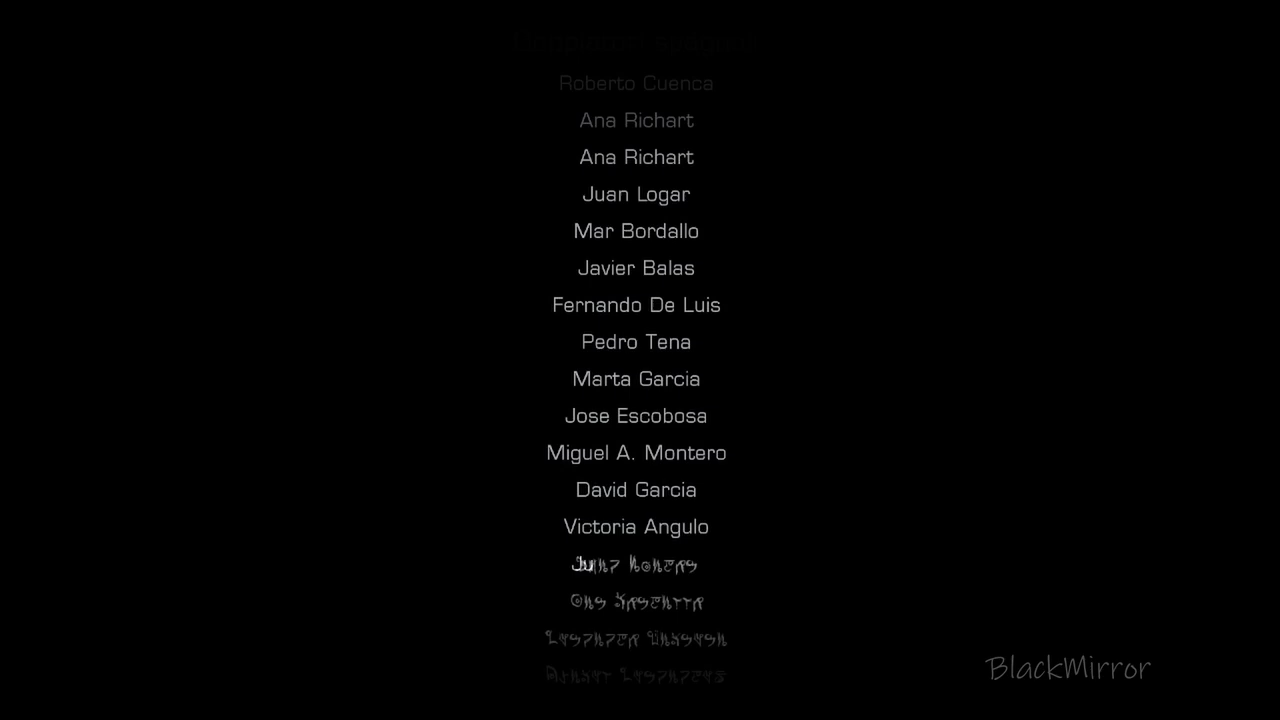 Roberto Cuenca
Ana Richart
Ana Richart
Juan Logar
Mar Bordallo
Javier Balas
Fernando De Luis
Pedro Tena
Marta Garcia
Jose Escobosa
Miguel A. Montero
David Garcia
Victoria Angulo
Ju
BlackMirror